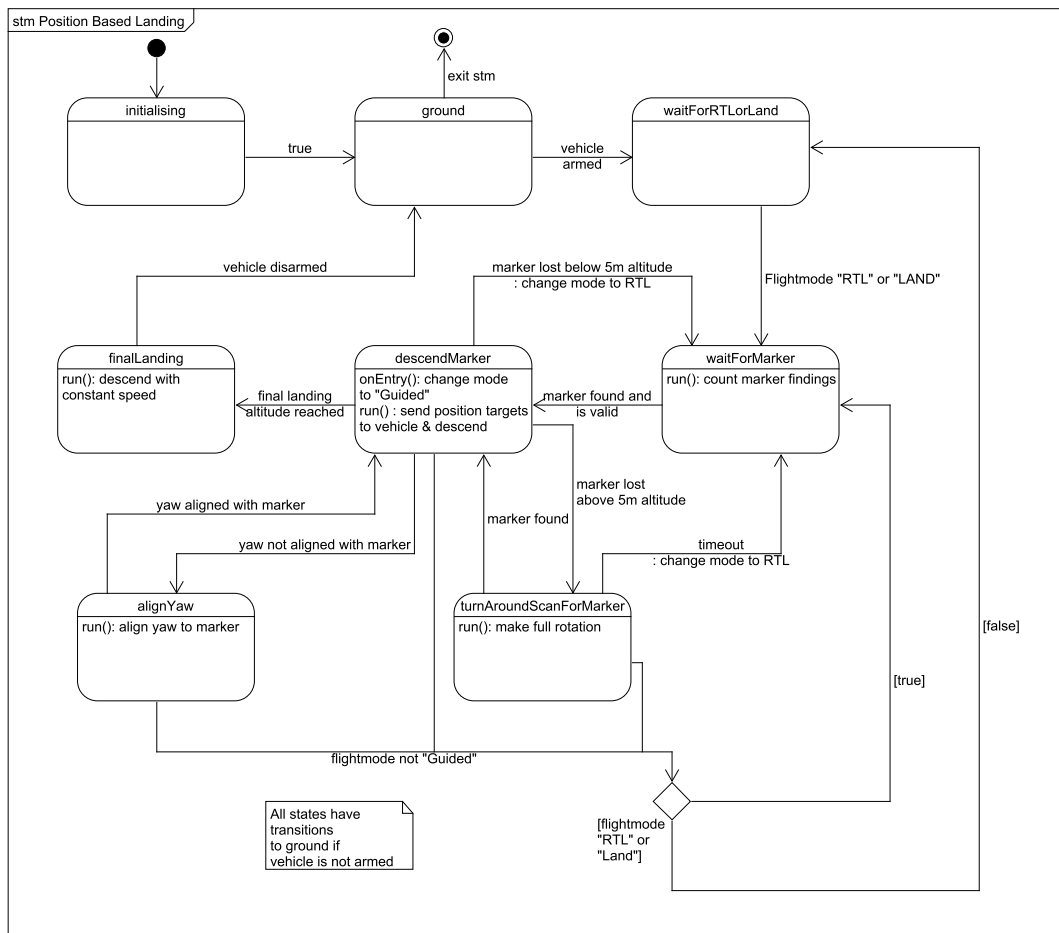 stm Position Based Landing
exit stm
initialising
ground
waitForRTLorLand
true
vehicle
armed
vehicle disarmed
marker lost below 5m altitude
: change mode to RTL
Flightmode "RTL" or "LAND"
finalLanding
run(): descend with
constant speed
final landing
altitude reached
descendMarker
onEntry(): change mode
to "Guided"
run() : send position targets
to vehicle & descend
marker found and
is valid
waitForMarker
run(): count marker findings
yaw aligned with marker
yaw not aligned with marker
marker found
marker lost
above 5m altitude
timeout
: change mode to RTL
alignYaw
run(): align yaw to marker
turnAroundScanForMarker
run(): make full rotation
[false]
[true]
flightmode not "Guided"
All states have
transitions
to ground if
vehicle is not armed
[flightmode
"RTL" or
"Land"]